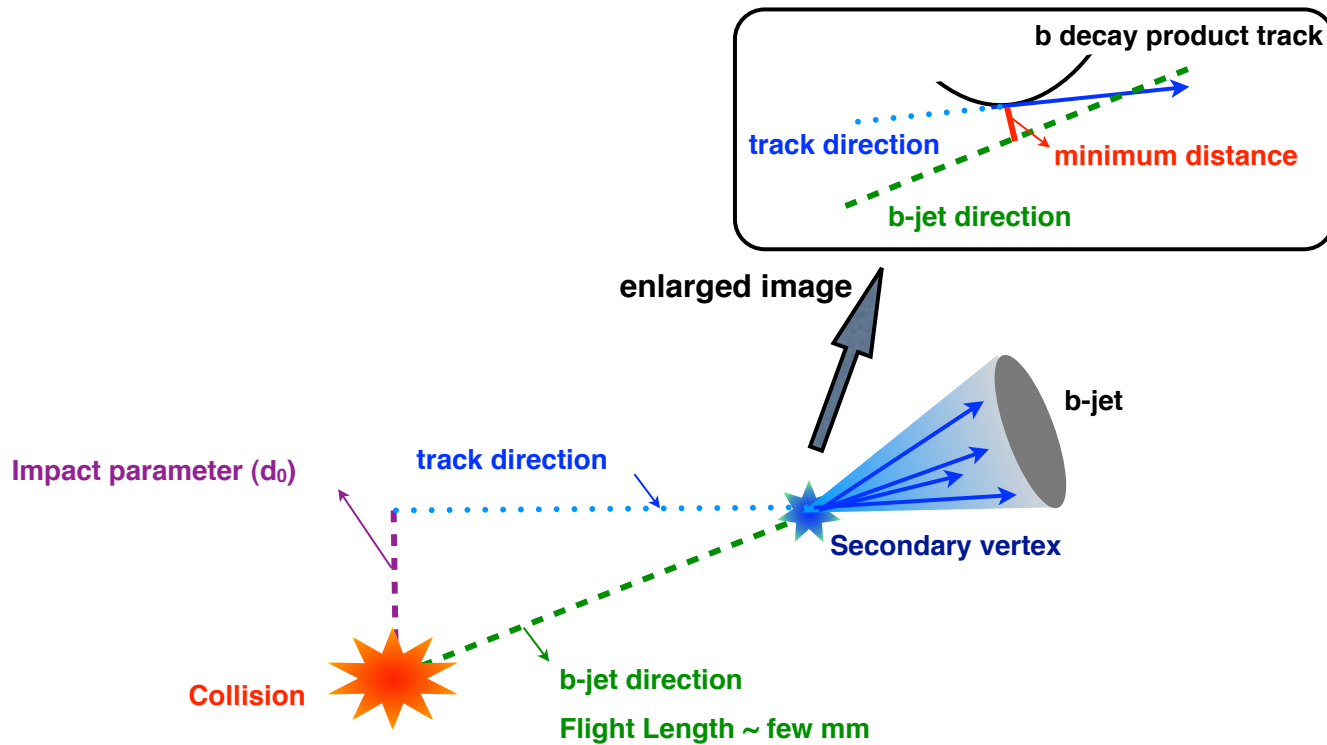 b decay product track
track direction
minimum distance
b-jet direction
enlarged image
b-jet
Impact parameter (d₀)
track direction
Secondary vertex
Collision
b-jet direction
Flight Length ~ few mm